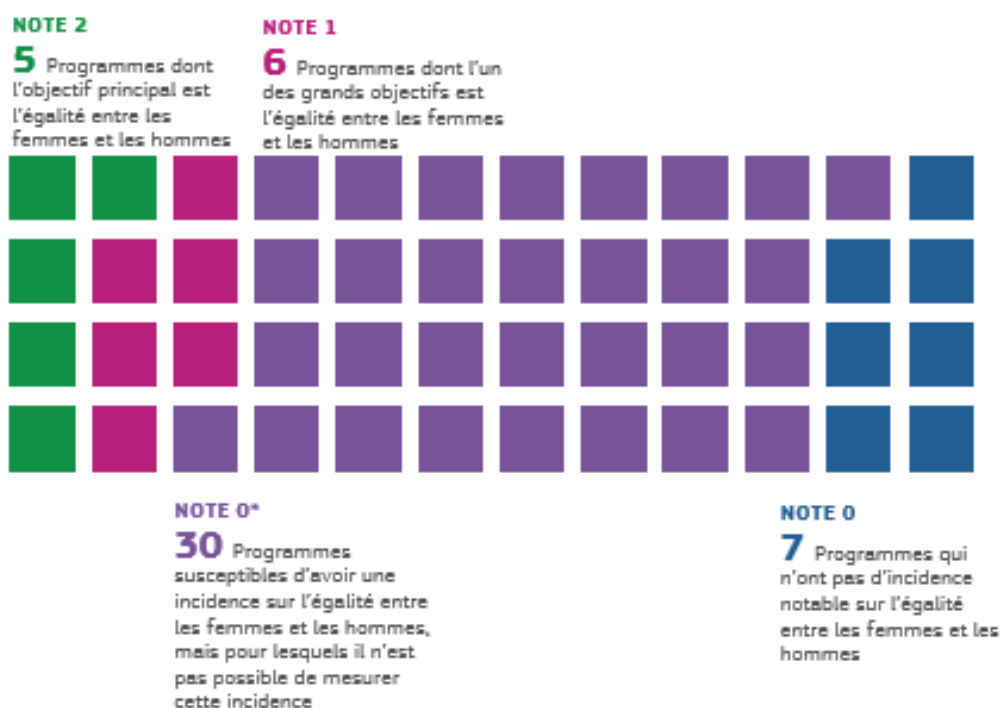 NOTE 2
5 Programmes dont
l'objectif principal est
l'égalité entre les
femmes et les hommes
NOTE 1
6 Programmes dont l'un
des grands objectifs est
l'égalité entre les femmes
et les hommes
NOTE 0*
30 Programmes
susceptibles d'avoir une
incidence sur l'égalité entre
les femmes et les hommes,
mais pour lesquels il n'est
pas possible de mesurer
cette incidence
NOTE 0
7 Programmes qui
n'ont pas d'incidence
notable sur l'égalité
entre les femmes et les
hommes